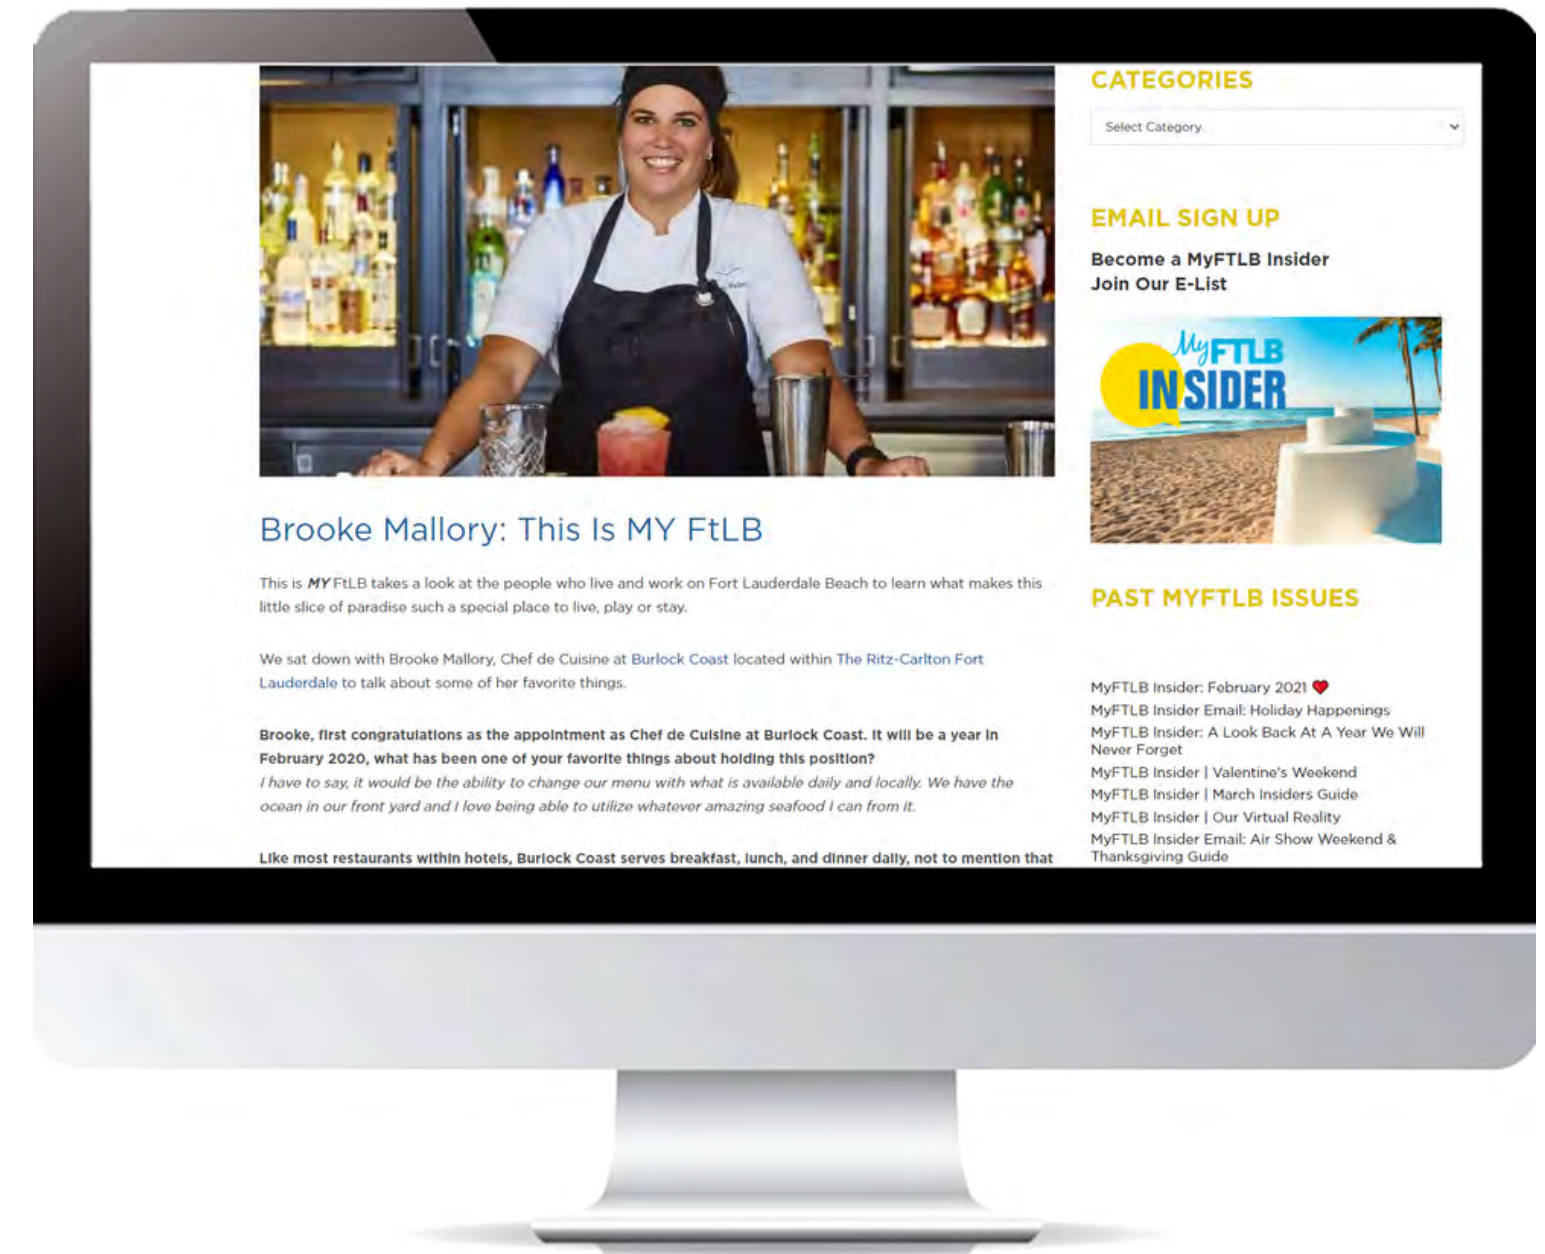 Brooke Mallory: This Is MY FtLB
This is MY FtLB takes a look at the people who live and work on Fort Lauderdale Beach to learn what makes this
little slice of paradise such a special place to live, play or stay.
We sat down with Brooke Mallory, Chef de Cuisine at Burlock Coast located within The Ritz-Carlton Fort
Lauderdale to talk about some of her favorite things.
Brooke, first congratulations as the appointment as Chef de Cuisine at Burlock Coast. It will be a year in
February 2020, what has been one of your favorite things about holding this position?
I have to say, it would be the ability to change our menu with what is available daily and locally. We have the
ocean in our front yard and I love being able to utilize whatever amazing seafood I can from it.
Like most restaurants within hotels, Burlock Coast serves breakfast, lunch, and dinner daily, not to mention that
CATEGORIES
Select Category
EMAIL SIGN UP
Become a MyFTLB Insider
Join Our E-List
My FTLB
INSIDER
PAST MYFTLB ISSUES
MyFTLB Insider: February 2021 ❤
MyFTLB Insider Email: Holiday Happenings
MyFTLB Insider: A Look Back At A Year We Will
Never Forget
MyFTLB Insider | Valentine's Weekend
MyFTLB Insider | March Insiders Guide
MyFTLB Insider | Our Virtual Reality
MyFTLB Insider Email: Air Show Weekend &
Thanksgiving Guide